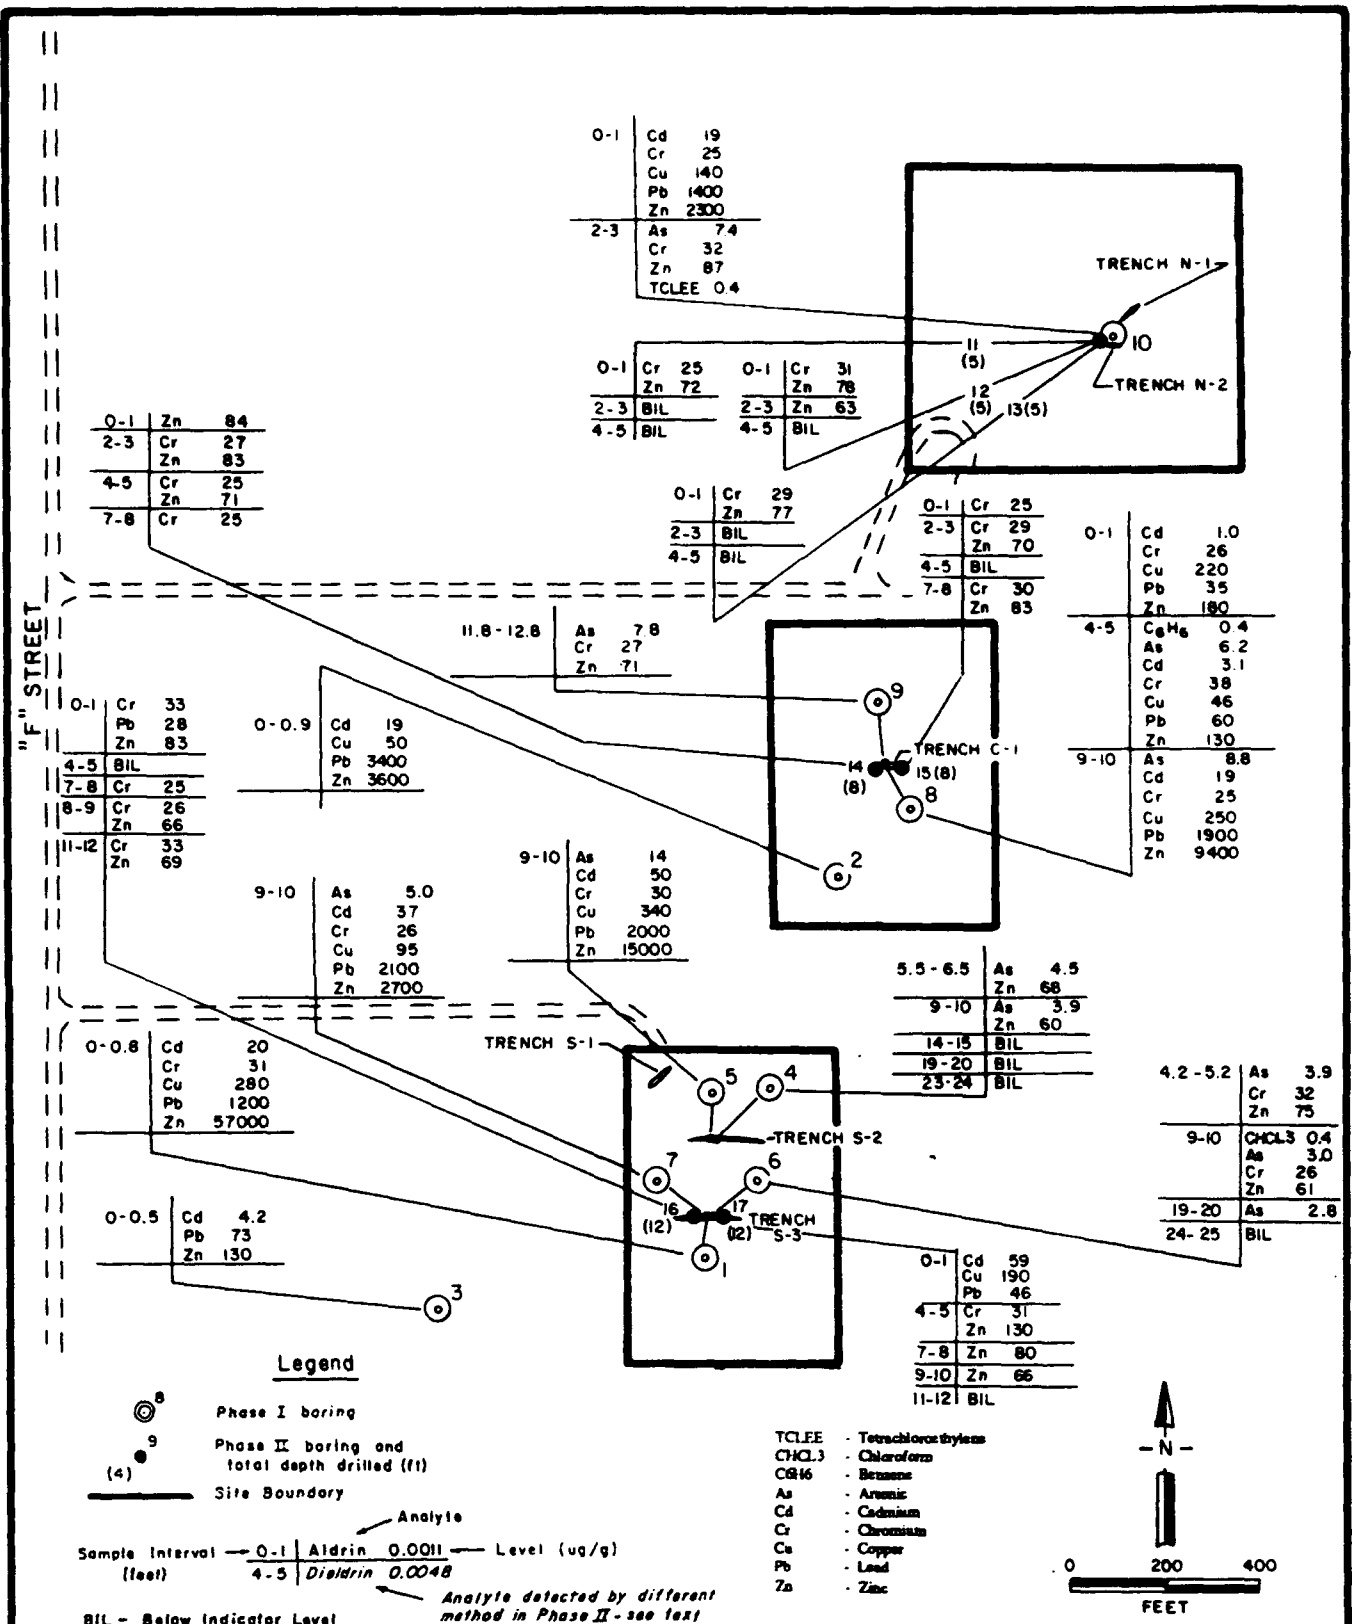 0-1 Cd 19
Cr 25
Cu 140
Pb 1400
Zn 2300
2-3 As 7.4
Cr 32
Zn 87
TCLEE 0.4
TRENCH N-1
10
TRENCH N-2
11
(5)
12
(5)
13(5)
0-1 Cr 25
Zn 72
2-3 BIL
4-5 BIL
0-1 Cr 31
Zn 78
2-3 Zn 63
4-5 BIL
0-1 Zn 84
2-3 Cr 27
Zn 83
4-5 Cr 25
Zn 71
7-8 Cr 25
0-1 Cr 29
Zn 77
2-3 BIL
4-5 BIL
0-1 Cr 25
2-3 Cr 29
Zn 70
4-5 BIL
7-8 Cr 30
Zn 83
0-1 Cd 1.0
Cr 26
Cu 220
Pb 35
Zn 180
4-5 C6H6 0.4
As 6.2
Cd 3.1
Cr 38
Cu 46
Pb 60
Zn 130
9-10 As 8.8
Cd 19
Cr 25
Cu 250
Pb 1900
Zn 9400
"F" STREET
11.8-12.8 As 7.8
Cr 27
Zn 71
9
TRENCH C-1
14
(8)
15(8)
8
2
0-1 Cr 33
Pb 28
Zn 83
4-5 BIL
7-8 Cr 25
8-9 Cr 26
Zn 66
11-12 Cr 33
Zn 69
0-0.9 Cd 19
Cu 50
Pb 3400
Zn 3600
9-10 As 5.0
Cd 37
Cr 26
Cu 95
Pb 2100
Zn 2700
9-10 As 14
Cd 50
Cr 30
Cu 340
Pb 2000
Zn 15000
5.5-6.5 As 4.5
Zn 68
9-10 As 3.9
Zn 60
14-15 BIL
19-20 BIL
23-24 BIL
0-0.8 Cd 20
Cr 31
Cu 280
Pb 1200
Zn 57000
TRENCH S-1
5
4
TRENCH S-2
7
6
16
(12)
17
(12)
TRENCH
S-3
1
4.2-5.2 As 3.9
Cr 32
Zn 75
9-10 CHCL3 0.4
As 3.0
Cr 26
Zn 61
19-20 As 2.8
24-25 BIL
0-0.5 Cd 4.2
Pb 73
Zn 130
3
0-1 Cd 59
Cu 190
Pb 46
4-5 Cr 31
Zn 130
7-8 Zn 80
9-10 Zn 66
11-12 BIL
Legend
8
Phase I boring
9
(4)
Phase II boring and
total depth drilled (ft)
Site Boundary
Analyte
Sample Interval 0-1 Aldrin 0.0011 Level (ug/g)
(feet) 4-5 Dieldrin 0.0048
Analyte detected by different
method in Phase II - see text
BIL - Below Indicator Level
TCLEE - Tetrachloroethylene
CHCL3 - Chloroform
C6H6 - Benzene
As - Arsenic
Cd - Cadmium
Cr - Chromium
Cu - Copper
Pb - Lead
Zn - Zinc
-N-
0 200 400
FEET